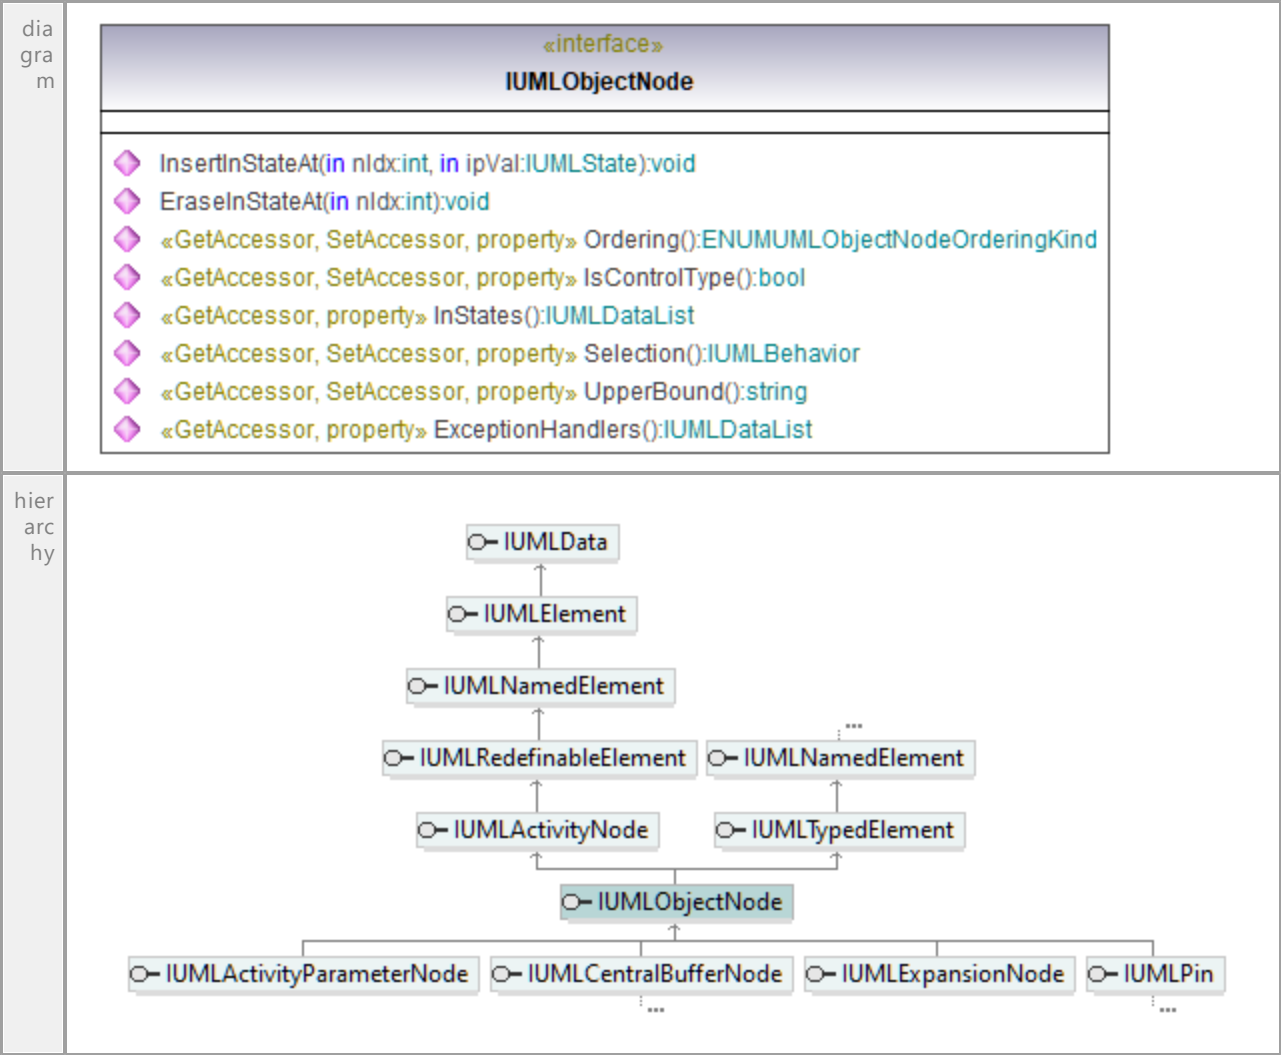 dia
gra
m
«interface»
IUMLObjectNode
InsertInStateAt(in nIdx:int, in ipVal:IUMLState):void
EraseInStateAt(in nIdx:int):void
«GetAccessor, SetAccessor, property» Ordering():ENUMUMLObjectNodeOrderingKind
«GetAccessor, SetAccessor, property» IsControlType():bool
«GetAccessor, property» InStates():IUMLDataList
«GetAccessor, SetAccessor, property» Selection():IUMLBehavior
«GetAccessor, SetAccessor, property» UpperBound():string
«GetAccessor, property» ExceptionHandlers():IUMLDataList
hier
arc
hy
IUMLData
IUMLElement
IUMLNamedElement
...
IUMLRedefinableElement IUMLNamedElement
IUMLActivityNode IUMLTypedElement
IUMLObjectNode
IUMLActivityParameterNode IUMLCentralBufferNode IUMLExpansionNode IUMLPin
... ...